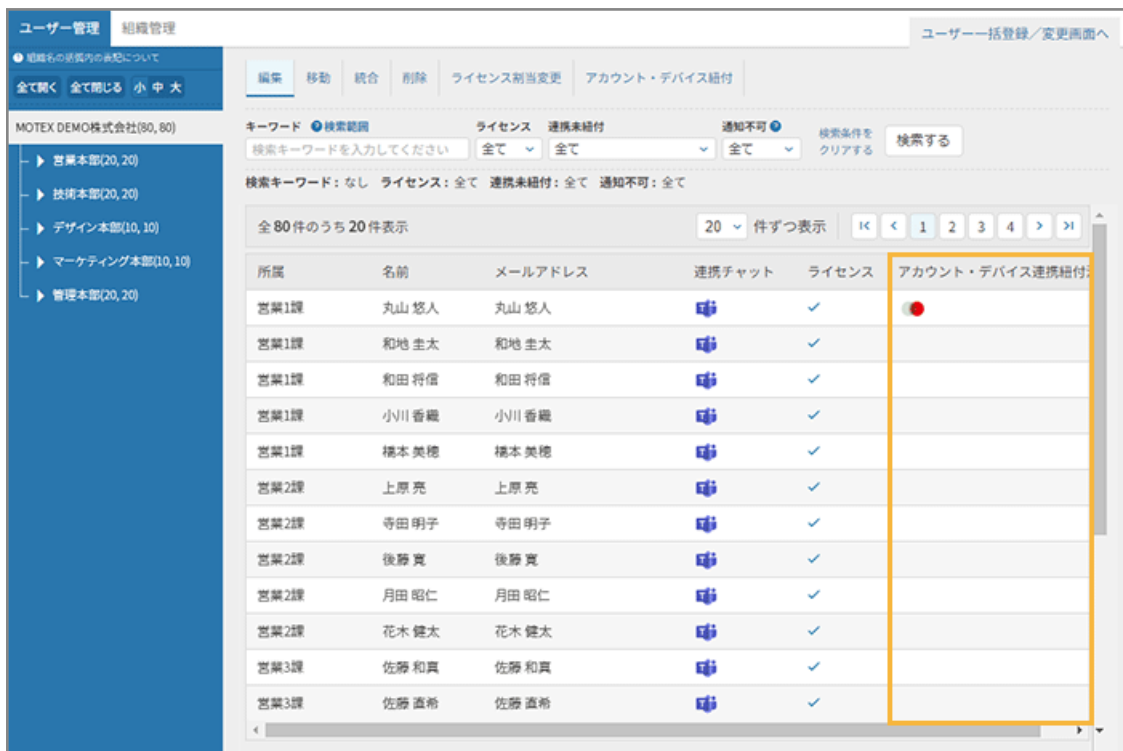 ユーザー管理 組織管理
ユーザー一括登録／変更画面へ
組織名の括弧内の表記について
全て開く 全て閉じる 小 中 大
編集 移動 統合 削除 ライセンス割当変更 アカウント・デバイス紐付
MOTEX DEMO株式会社(80, 80)
営業本部(20, 20)
技術本部(20, 20)
デザイン本部(10, 10)
マーケティング本部(10, 10)
管理本部(20, 20)
キーワード ?検索範囲 ライセンス 連携未紐付 通知不可 ?
検索キーワードを入力してください 全て 全て 全て 検索条件を
クリアする
検索する
検索キーワード：なし ライセンス：全て 連携未紐付：全て 通知不可：全て
全 80 件のうち 20 件表示 20 件ずつ表示 1 2 3 4
所属 名前 メールアドレス 連携チャット ライセンス アカウント・デバイス連携紐付
営業1課 丸山 悠人 丸山 悠人
営業1課 和地 圭太 和地 圭太
営業1課 和田 将信 和田 将信
営業1課 小川 香織 小川 香織
営業1課 橋本 美穂 橋本 美穂
営業2課 上原 亮 上原 亮
営業2課 寺田 明子 寺田 明子
営業2課 後藤 寛 後藤 寛
営業2課 月田 昭仁 月田 昭仁
営業2課 花木 健太 花木 健太
営業3課 佐藤 和真 佐藤 和真
営業3課 佐藤 直希 佐藤 直希